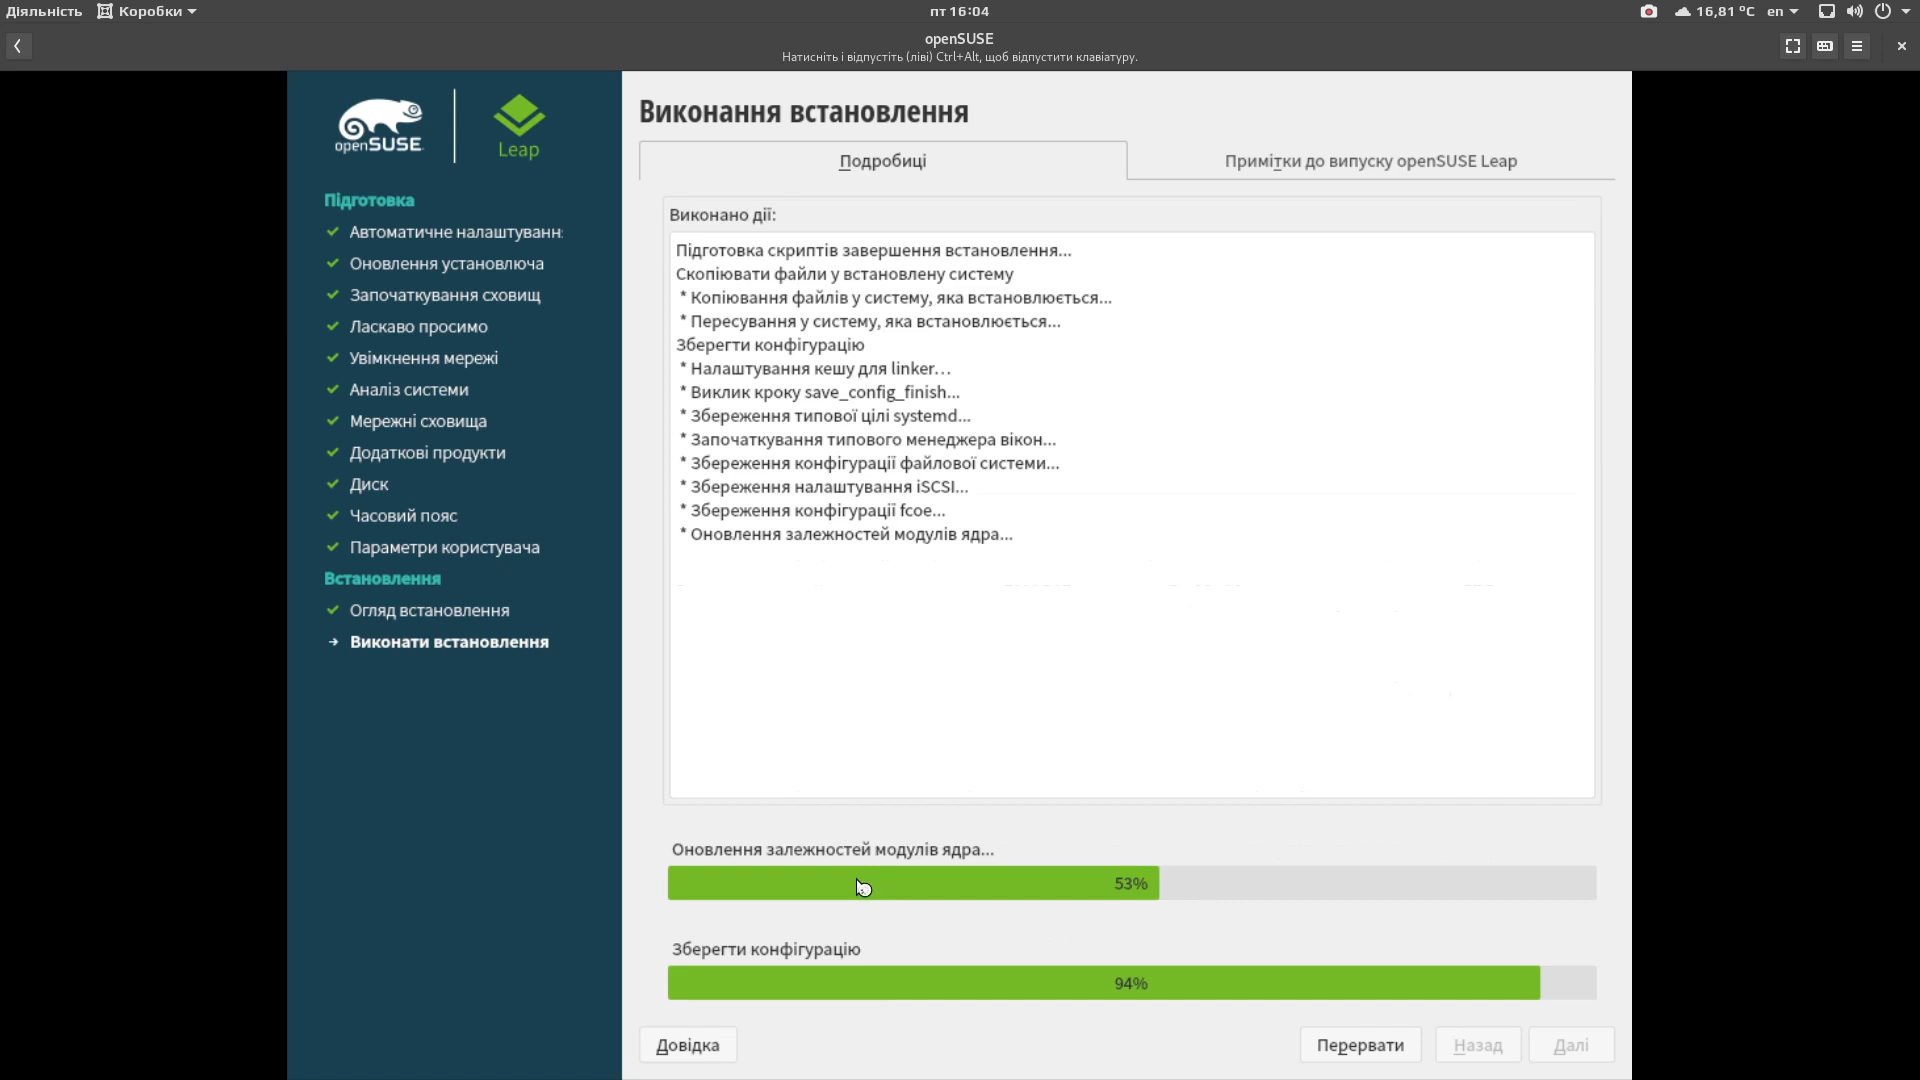 Діяльність Коробки пт 16:04 16,81 °C en
openSUSE
Натисніть і відпустіть (ліві) Ctrl+Alt, щоб відпустити клавіатуру.
openSUSE Leap
Підготовка
Автоматичне налаштуванн
Оновлення установлюча
Започаткування сховищ
Ласкаво просимо
Увімкнення мережі
Аналіз системи
Мережні сховища
Додаткові продукти
Диск
Часовий пояс
Параметри користувача
Встановлення
Огляд встановлення
Виконати встановлення
Виконання встановлення
Подробиці Примітки до випуску openSUSE Leap
Виконано дії:
Підготовка скриптів завершення встановлення...
Скопіювати файли у встановлену систему
* Копіювання файлів у систему, яка встановлюється...
* Пересування у систему, яка встановлюється...
Зберегти конфігурацію
* Налаштування кешу для linker…
* Виклик кроку save_config_finish...
* Збереження типової цілі systemd...
* Започаткування типового менеджера вікон...
* Збереження конфігурації файлової системи...
* Збереження налаштування iSCSI...
* Збереження конфігурації fcoe...
* Оновлення залежностей модулів ядра...
Оновлення залежностей модулів ядра...
53%
Зберегти конфігурацію
94%
Довідка Перервати Назад Далі